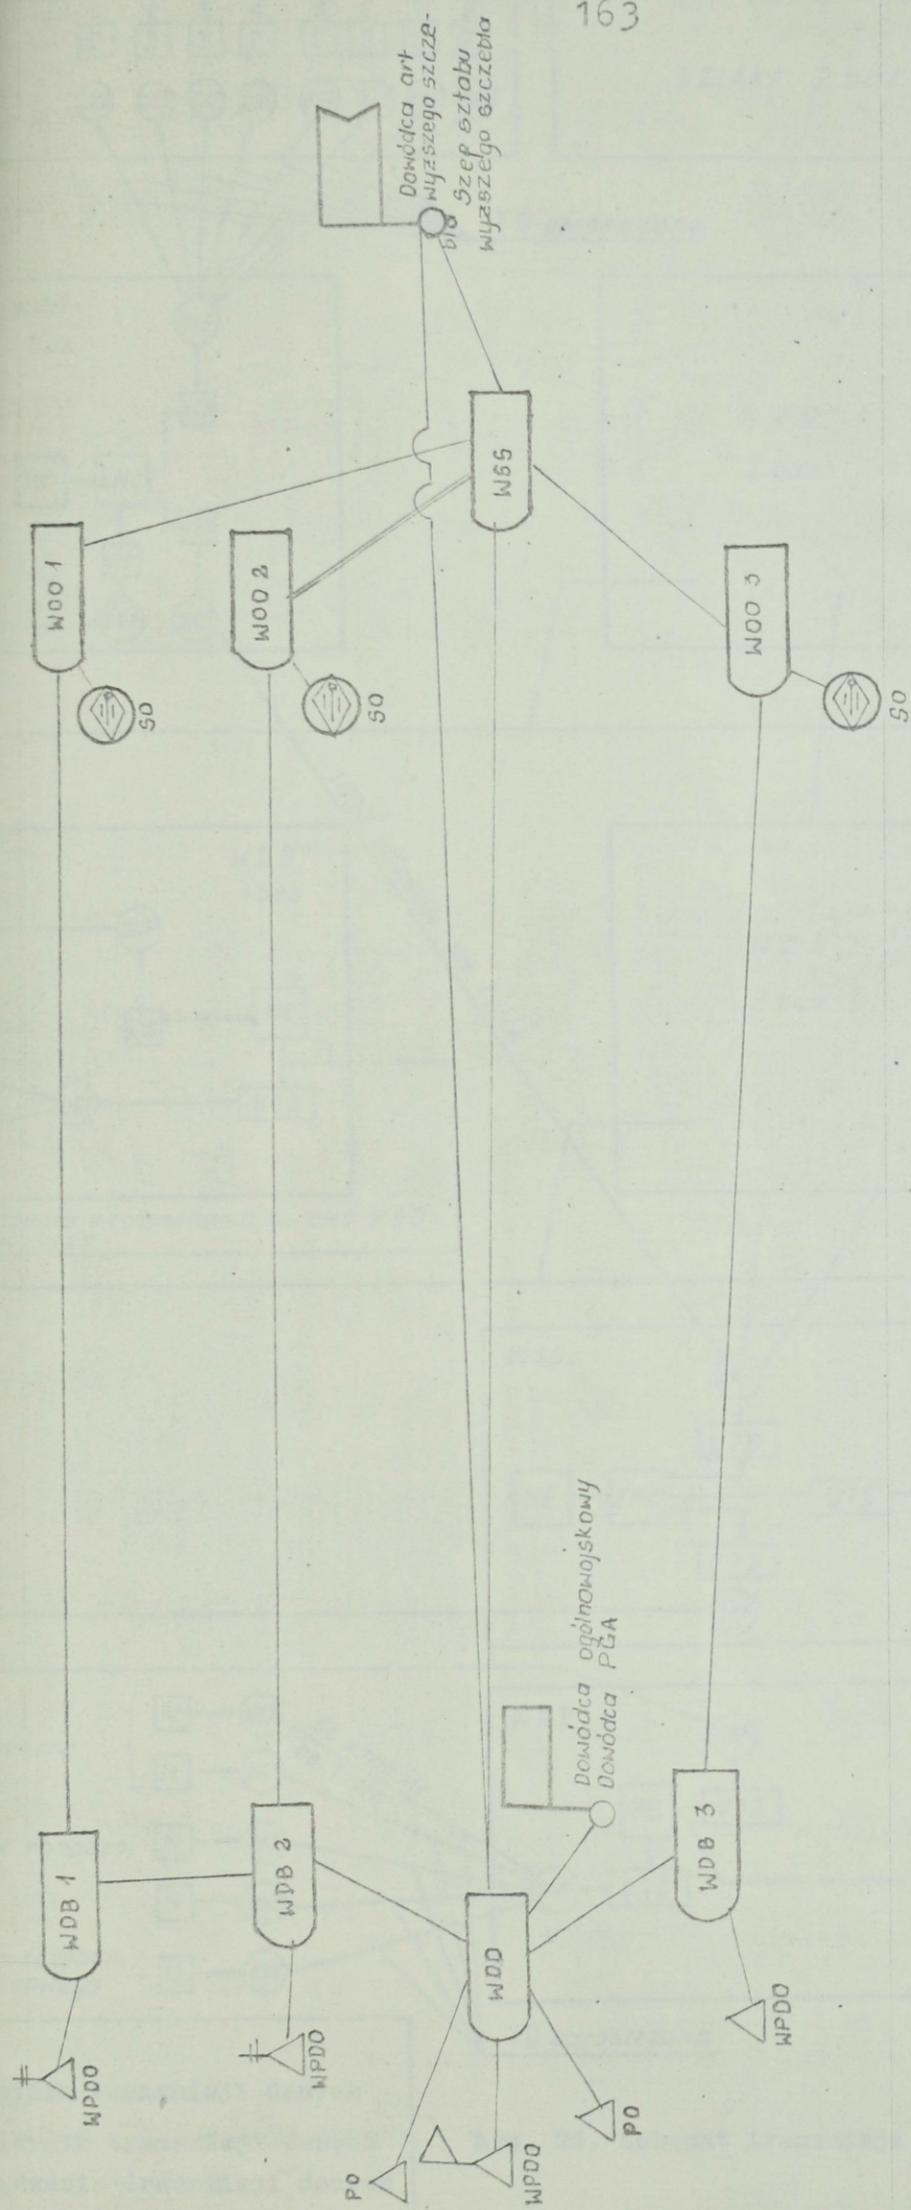 163
Dowódca art
wyższego szcze-
Szef sztabu
wyższego szczebla
WSS
WOO 1
SO
WOO 2
SO
WOO 3
SO
Dowódca ogólnowojskowy
Dowódca PGA
WDB 1
WPDO
WDB 2
WPDO
WDD
PO
WPDO
PO
WDB 3
WPDO